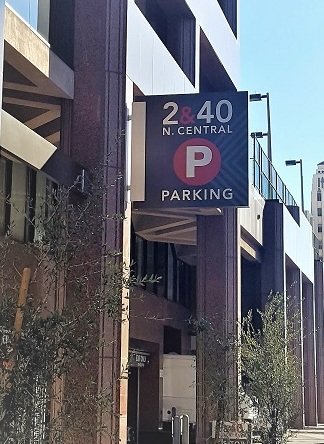 2&40
N. CENTRAL
P
PARKING